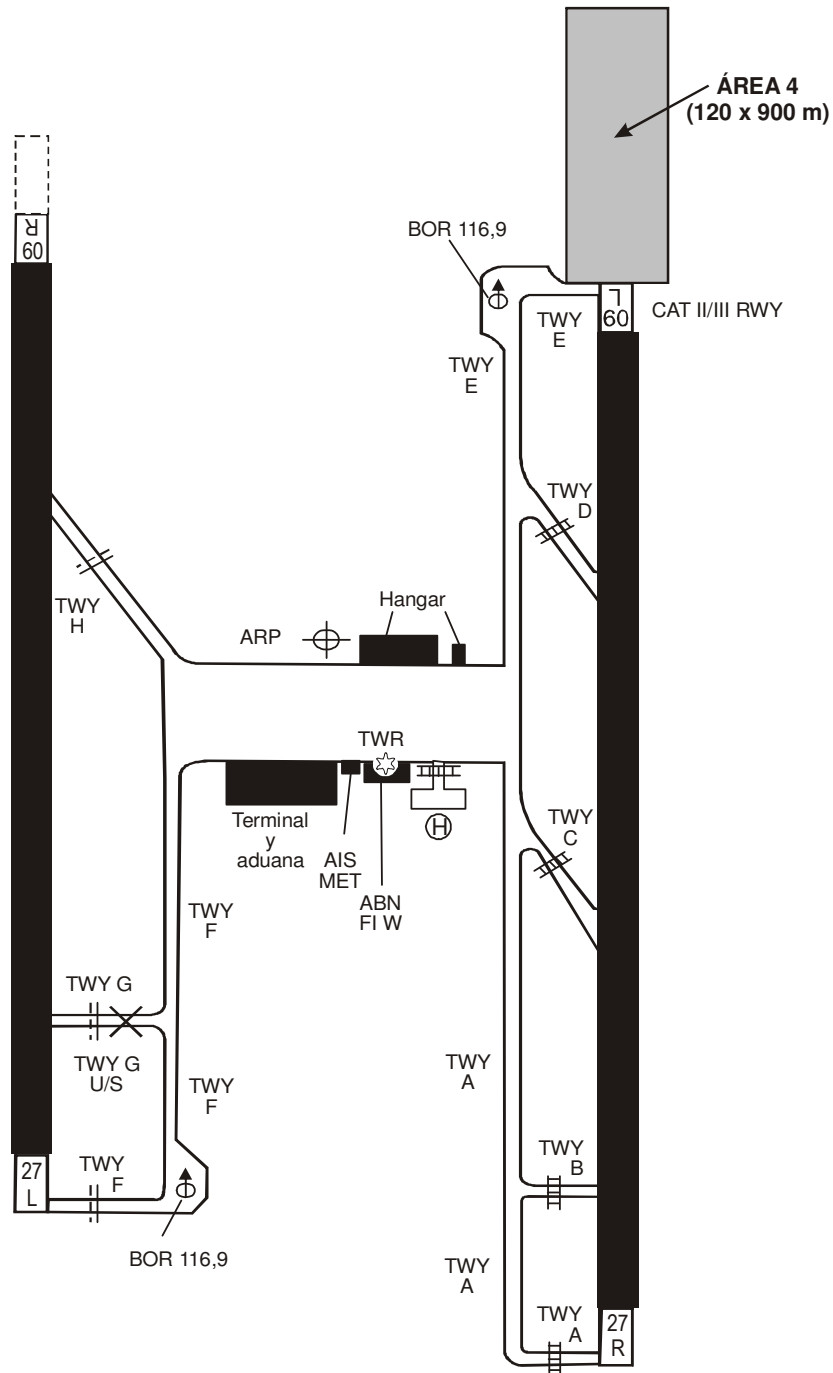 ÁREA 4
(120 x 900 m)
R
09
BOR 116,9
L
09
CAT II/III RWY
TWY
E
TWY
E
TWY
D
TWY
H
ARP
Hangar
TWR
Terminal
y
aduana
AIS
MET
ABN
FI W
H
TWY
C
TWY
F
TWY G
TWY G
U/S
TWY
F
TWY
A
TWY
B
27
L
TWY
F
BOR 116,9
TWY
A
TWY
A
27
R